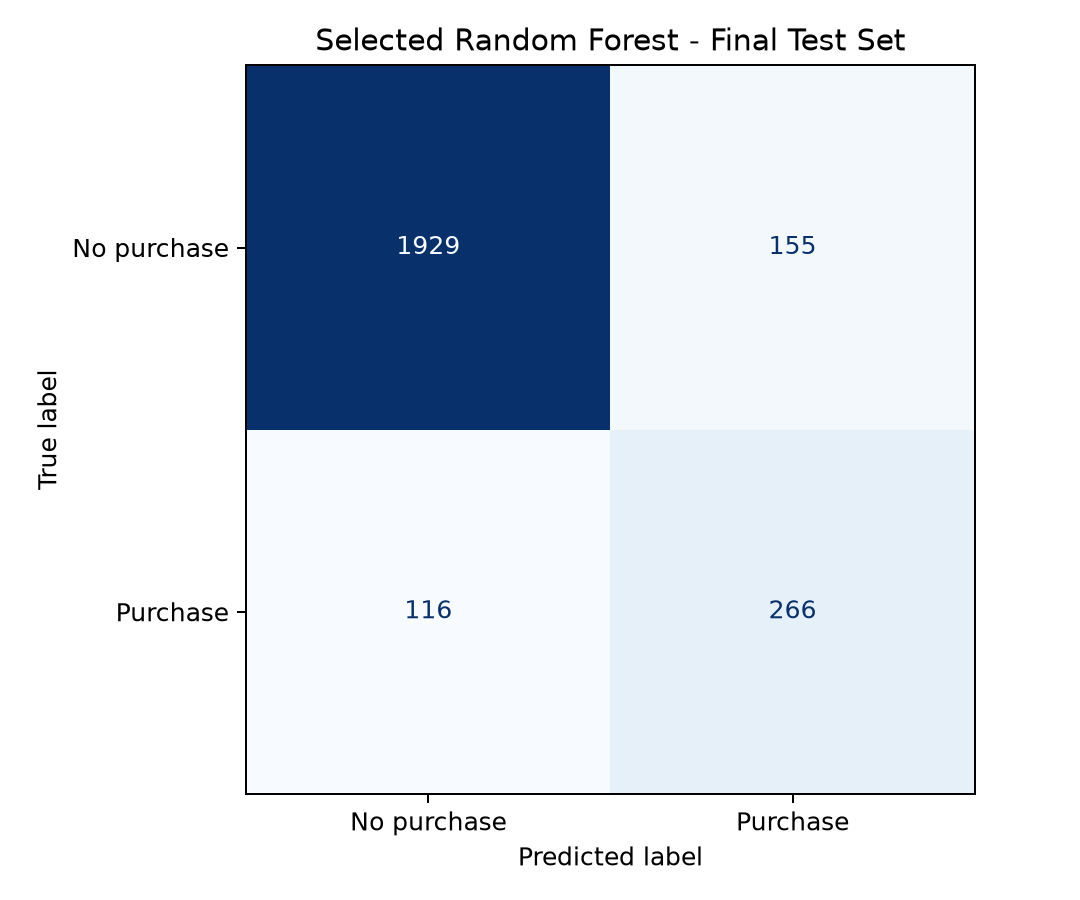 Selected Random Forest - Final Test Set
No purchase
1929
155
True label
Purchase
116
266
No purchase
Purchase
Predicted label